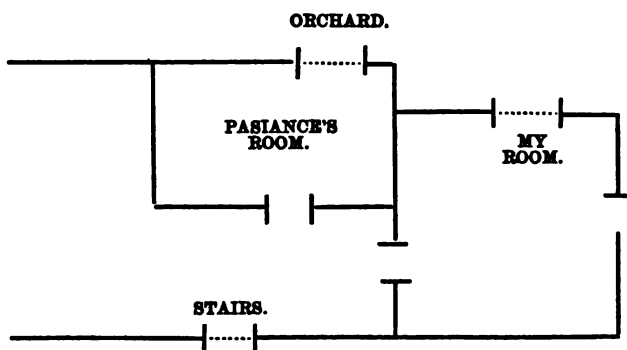 ORCHARD.
PASIANCE'S
ROOM.
MY
ROOM.
STAIRS.